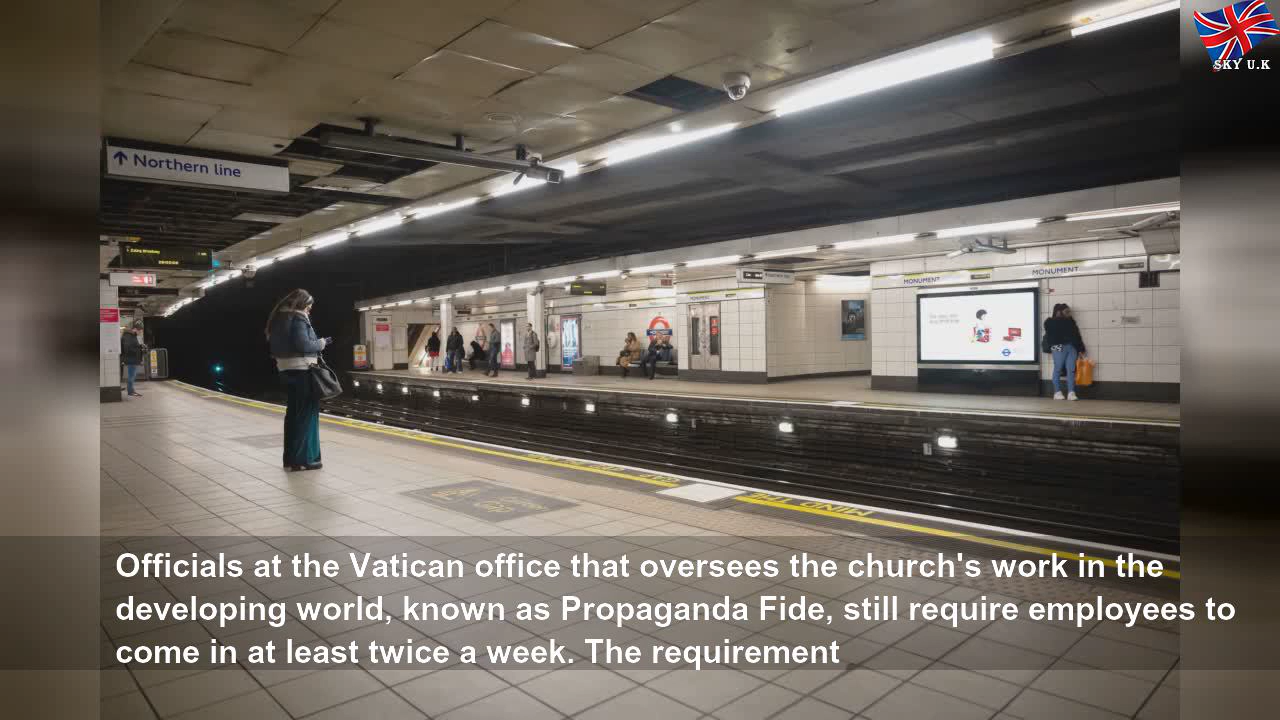 SKY U.K
↑ Northern line
MONUMENT
MONUMENT
MONUMENT
MIND THE
Officials at the Vatican office that oversees the church's work in the
developing world, known as Propaganda Fide, still require employees to
come in at least twice a week. The requirement